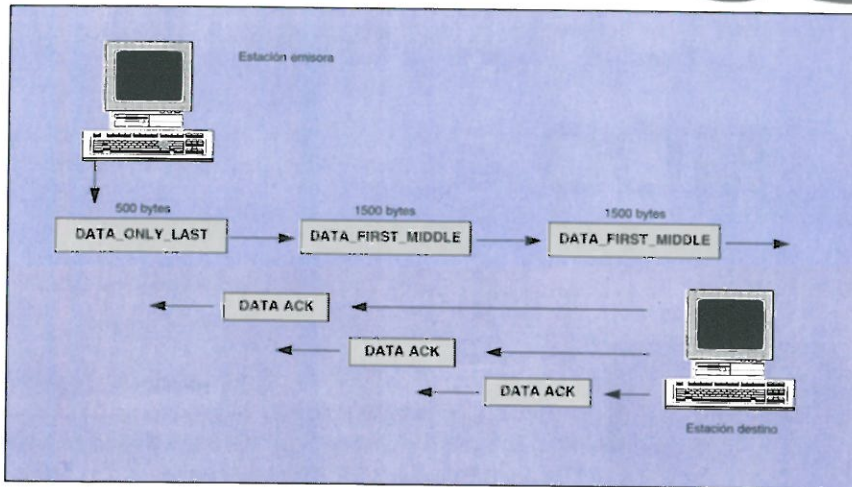 Estación emisora
500 bytes
1500 bytes
1500 bytes
DATA_ONLY_LAST
DATA_FIRST_MIDDLE
DATA_FIRST_MIDDLE
DATA ACK
DATA ACK
DATA ACK
Estación destino